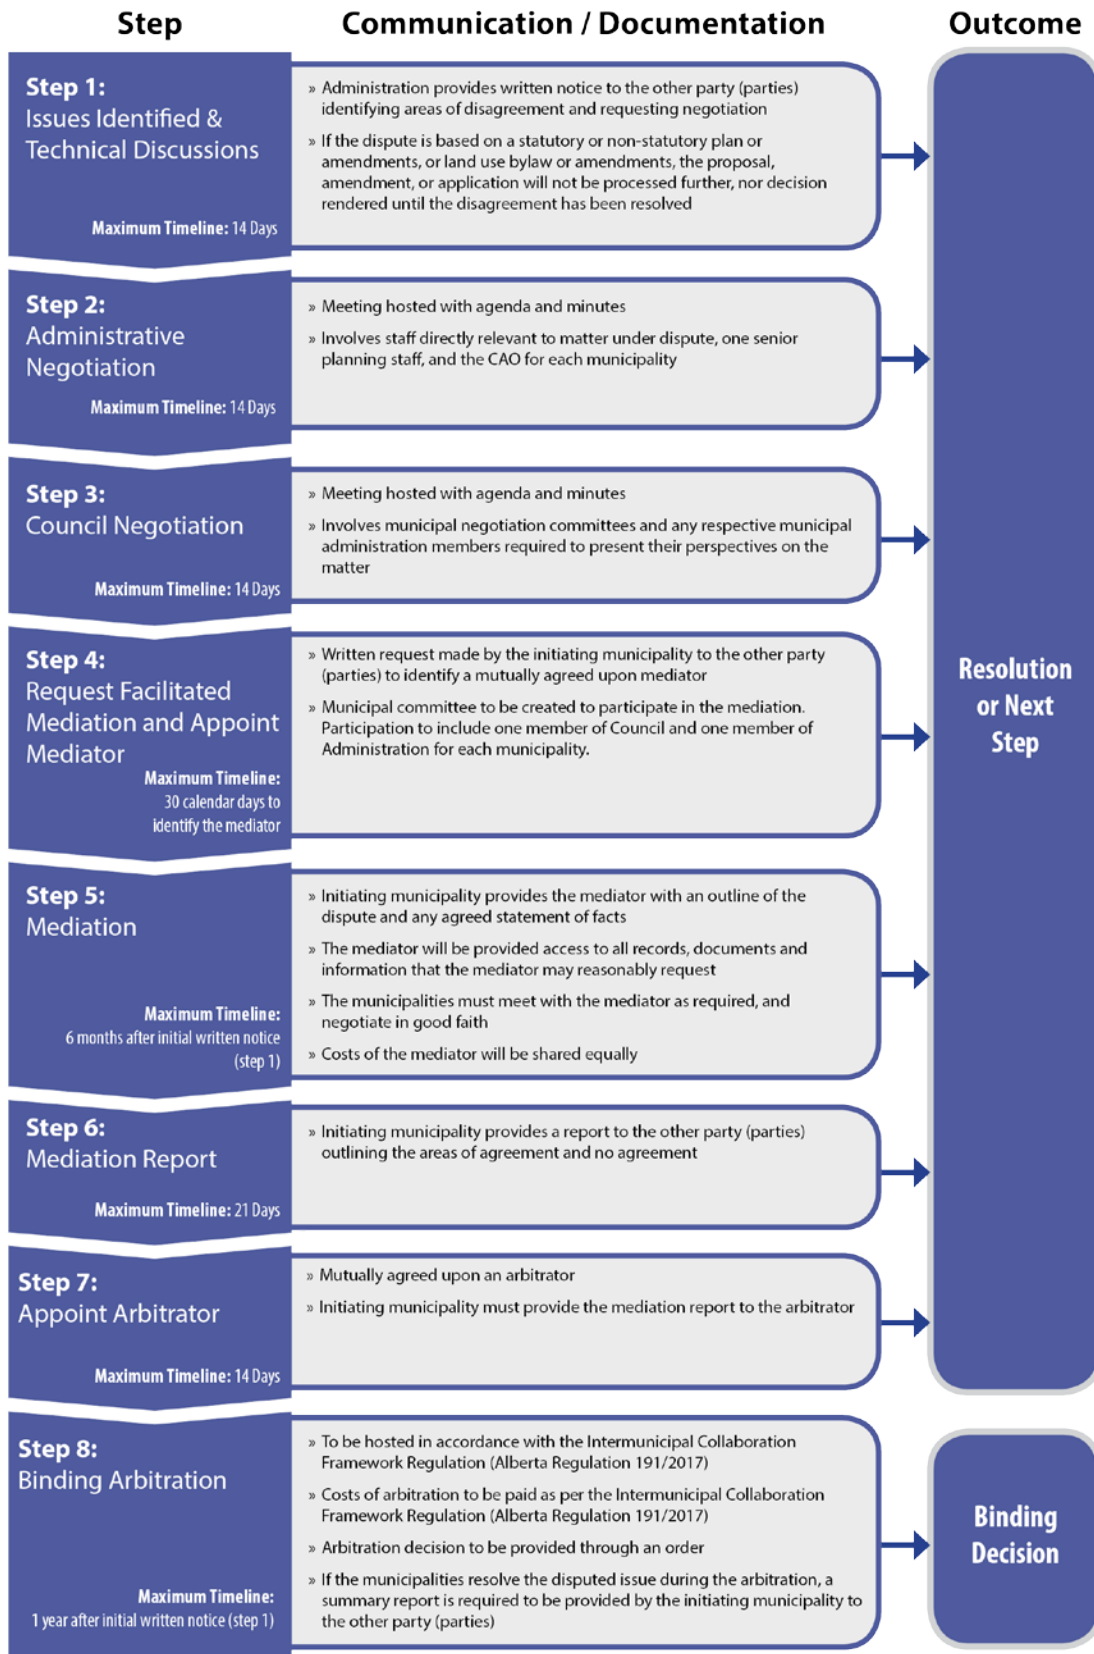 Step
Communication / Documentation
Outcome
Step 1:
Issues Identified &
Technical Discussions
Maximum Timeline: 14 Days
» Administration provides written notice to the other party (parties)
identifying areas of disagreement and requesting negotiation
» If the dispute is based on a statutory or non-statutory plan or
amendments, or land use bylaw or amendments, the proposal,
amendment, or application will not be processed further, nor decision
rendered until the disagreement has been resolved
Step 2:
Administrative
Negotiation
Maximum Timeline: 14 Days
» Meeting hosted with agenda and minutes
» Involves staff directly relevant to matter under dispute, one senior
planning staff, and the CAO for each municipality
Step 3:
Council Negotiation
Maximum Timeline: 14 Days
» Meeting hosted with agenda and minutes
» Involves municipal negotiation committees and any respective municipal
administration members required to present their perspectives on the
matter
Step 4:
Request Facilitated
Mediation and Appoint
Mediator
Maximum Timeline:
30 calendar days to
identify the mediator
» Written request made by the initiating municipality to the other party
(parties) to identify a mutually agreed upon mediator
» Municipal committee to be created to participate in the mediation.
Participation to include one member of Council and one member of
Administration for each municipality.
Step 5:
Mediation
Maximum Timeline:
6 months after initial written notice
(step 1)
» Initiating municipality provides the mediator with an outline of the
dispute and any agreed statement of facts
» The mediator will be provided access to all records, documents and
information that the mediator may reasonably request
» The municipalities must meet with the mediator as required, and
negotiate in good faith
» Costs of the mediator will be shared equally
Step 6:
Mediation Report
Maximum Timeline: 21 Days
» Initiating municipality provides a report to the other party (parties)
outlining the areas of agreement and no agreement
Step 7:
Appoint Arbitrator
Maximum Timeline: 14 Days
» Mutually agreed upon an arbitrator
» Initiating municipality must provide the mediation report to the arbitrator
Resolution
or Next
Step
Step 8:
Binding Arbitration
Maximum Timeline:
1 year after initial written notice (step 1)
» To be hosted in accordance with the Intermunicipal Collaboration
Framework Regulation (Alberta Regulation 191/2017)
» Costs of arbitration to be paid as per the Intermunicipal Collaboration
Framework Regulation (Alberta Regulation 191/2017)
» Arbitration decision to be provided through an order
» If the municipalities resolve the disputed issue during the arbitration, a
summary report is required to be provided by the initiating municipality to
the other party (parties)
Binding
Decision